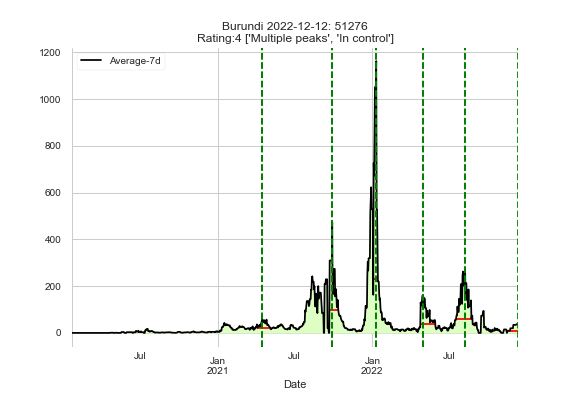 Burundi 2022-12-12: 51276
Rating:4 ['Multiple peaks', 'In control']
Average-7d
1200
1000
800
600
400
200
0
Jul
Jan
2021
Jul
Jan
2022
Jul
Date